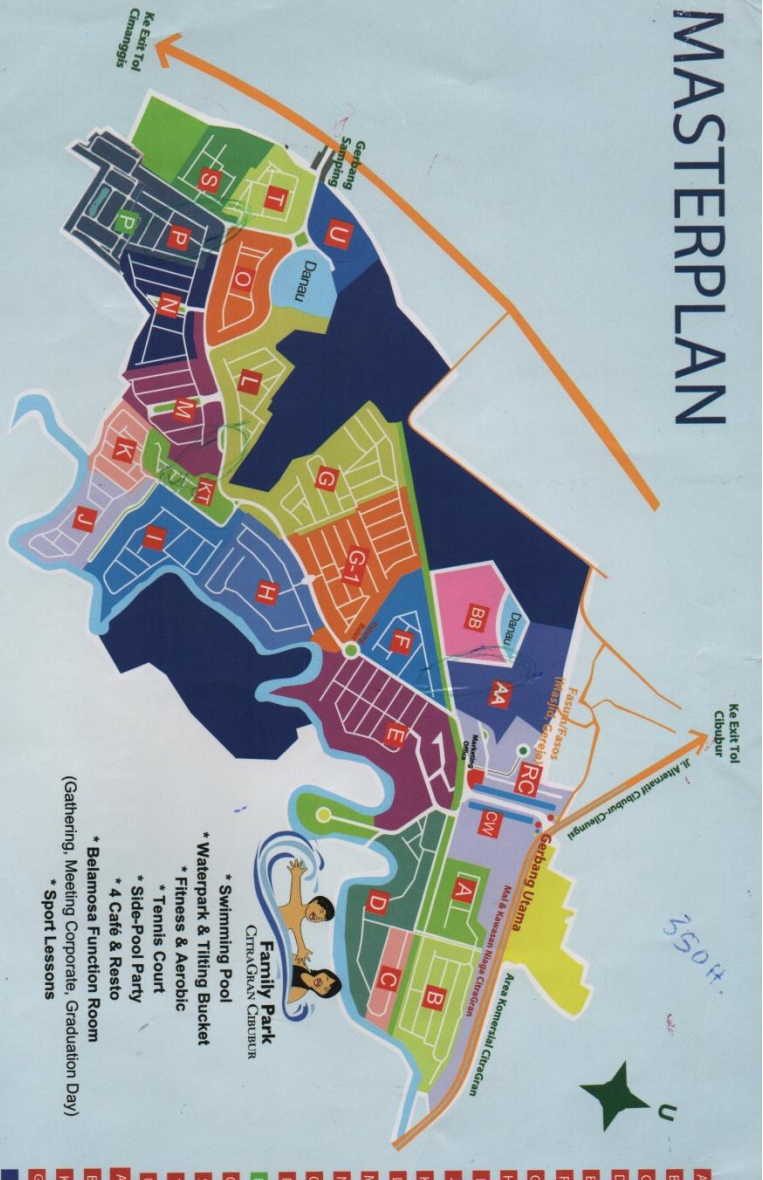 MASTERPLAN
Ke Exit Tol
Cimanggis
Gerbang
Samping
U
T
S
P
P
O
Danau
N
L
M
K
KT
J
I
H
G
G-1
F
E
BB
Danau
AA
Fasum/Fasos
(Masjid, Gereja)
Marketing
Office
RC
CW
Gerbang Utama
Ke Exit Tol
Cibubur
Jl. Alternatif Cibubur-Cileungsi
Mal & Kawasan Niaga CitraGran
Area Komersial CitraGran
A
B
C
D
350 H.
U
Family Park
CITRAGRAN CIBUBUR
* Swimming Pool
* Waterpark & Tilting Bucket
* Fitness & Aerobic
* Tennis Court
* Side-Pool Party
* 4 Café & Resto
* Belamosa Function Room
(Gathering, Meeting Corporate, Graduation Day)
* Sport Lessons